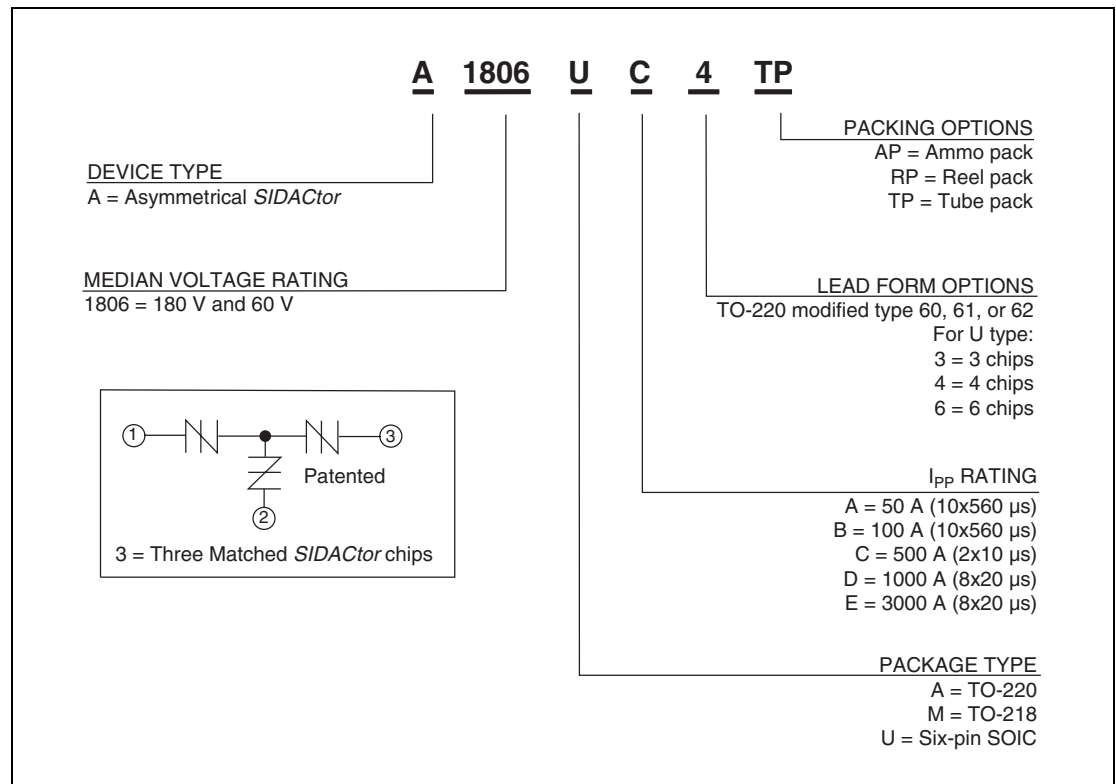 A 1806 U C 4 TP
PACKING OPTIONS
AP = Ammo pack
RP = Reel pack
TP = Tube pack
DEVICE TYPE
A = Asymmetrical SIDACtor
MEDIAN VOLTAGE RATING
1806 = 180 V and 60 V
LEAD FORM OPTIONS
TO-220 modified type 60, 61, or 62
For U type:
3 = 3 chips
4 = 4 chips
6 = 6 chips
1
3
Patented
2
3 = Three Matched SIDACtor chips
IPP RATING
A = 50 A (10x560 µs)
B = 100 A (10x560 µs)
C = 500 A (2x10 µs)
D = 1000 A (8x20 µs)
E = 3000 A (8x20 µs)
PACKAGE TYPE
A = TO-220
M = TO-218
U = Six-pin SOIC